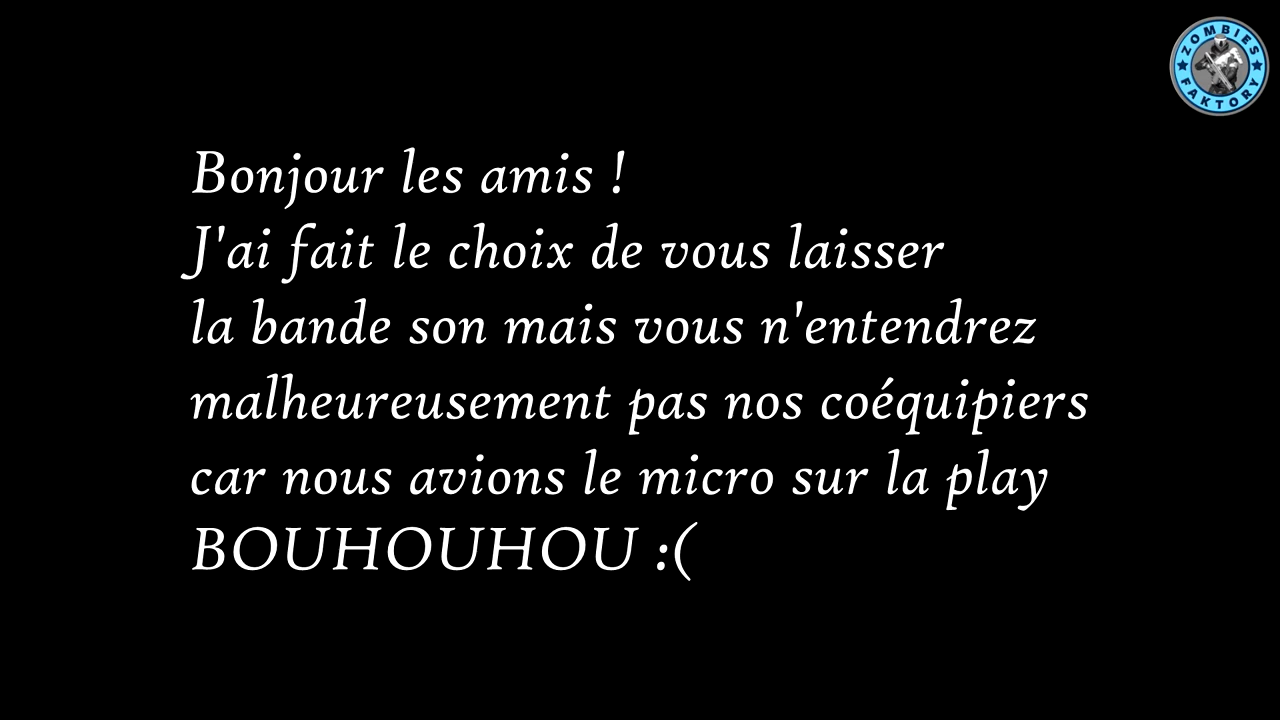 ZOMBIES
FAKTORY
Bonjour les amis !
J'ai fait le choix de vous laisser
la bande son mais vous n'entendrez
malheureusement pas nos coéquipiers
car nous avions le micro sur la play
BOUHOUHOU :(